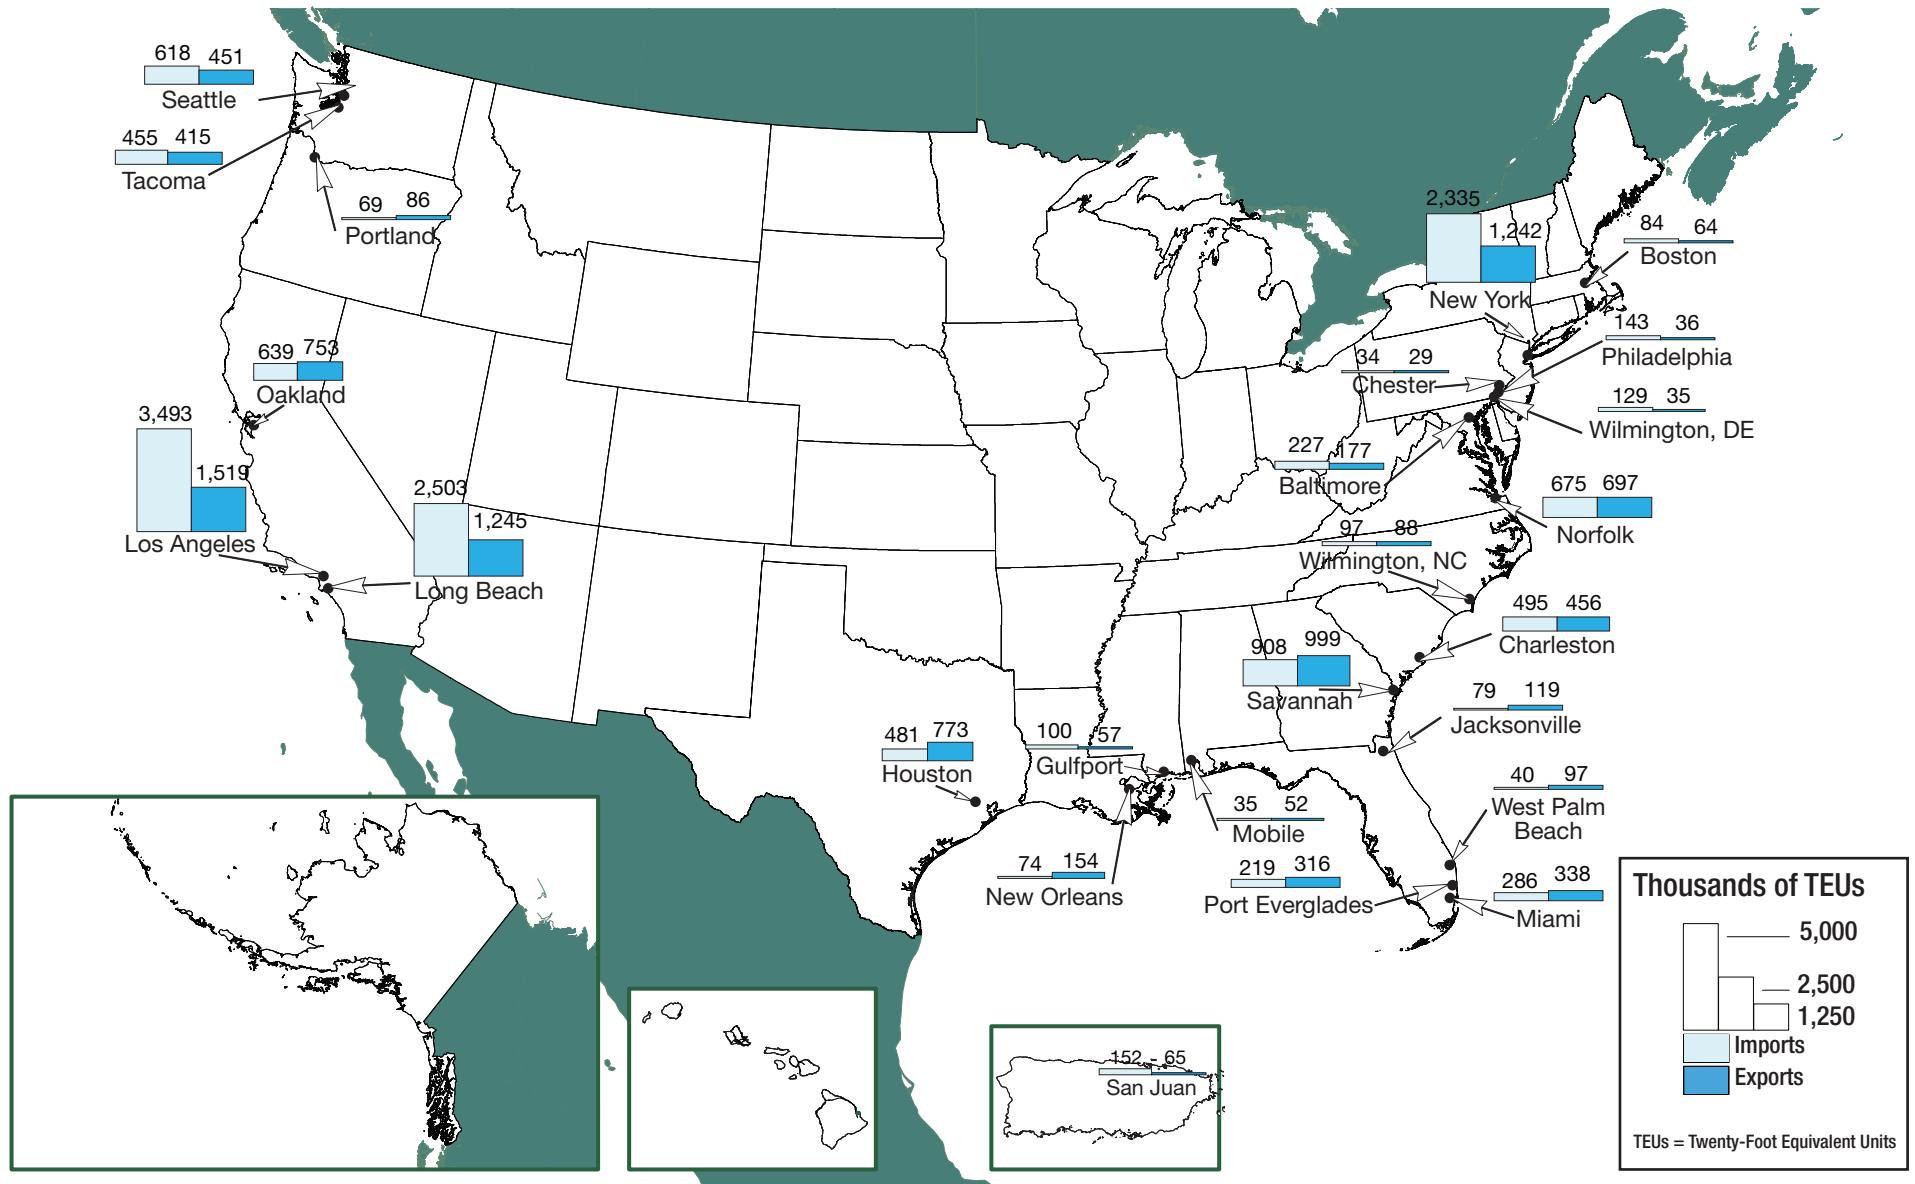 618 451
Seattle
455 415
Tacoma
69 86
Portland
639 753
Oakland
3,493
1,519
Los Angeles
2,503
1,245
Long Beach
2,335
1,242
New York
84 64
Boston
143 36
Philadelphia
34 29
Chester
129 35
Wilmington, DE
227 177
Baltimore
675 697
Norfolk
97 88
Wilmington, NC
495 456
Charleston
908 999
Savannah
79 119
Jacksonville
481 773
Houston
100 57
Gulfport
40 97
West Palm
Beach
35 52
Mobile
74 154
New Orleans
219 316
Port Everglades
286 338
Miami
152 - 65
San Juan
Thousands of TEUs
5,000
2,500
1,250
Imports
Exports
TEUs = Twenty-Foot Equivalent Units